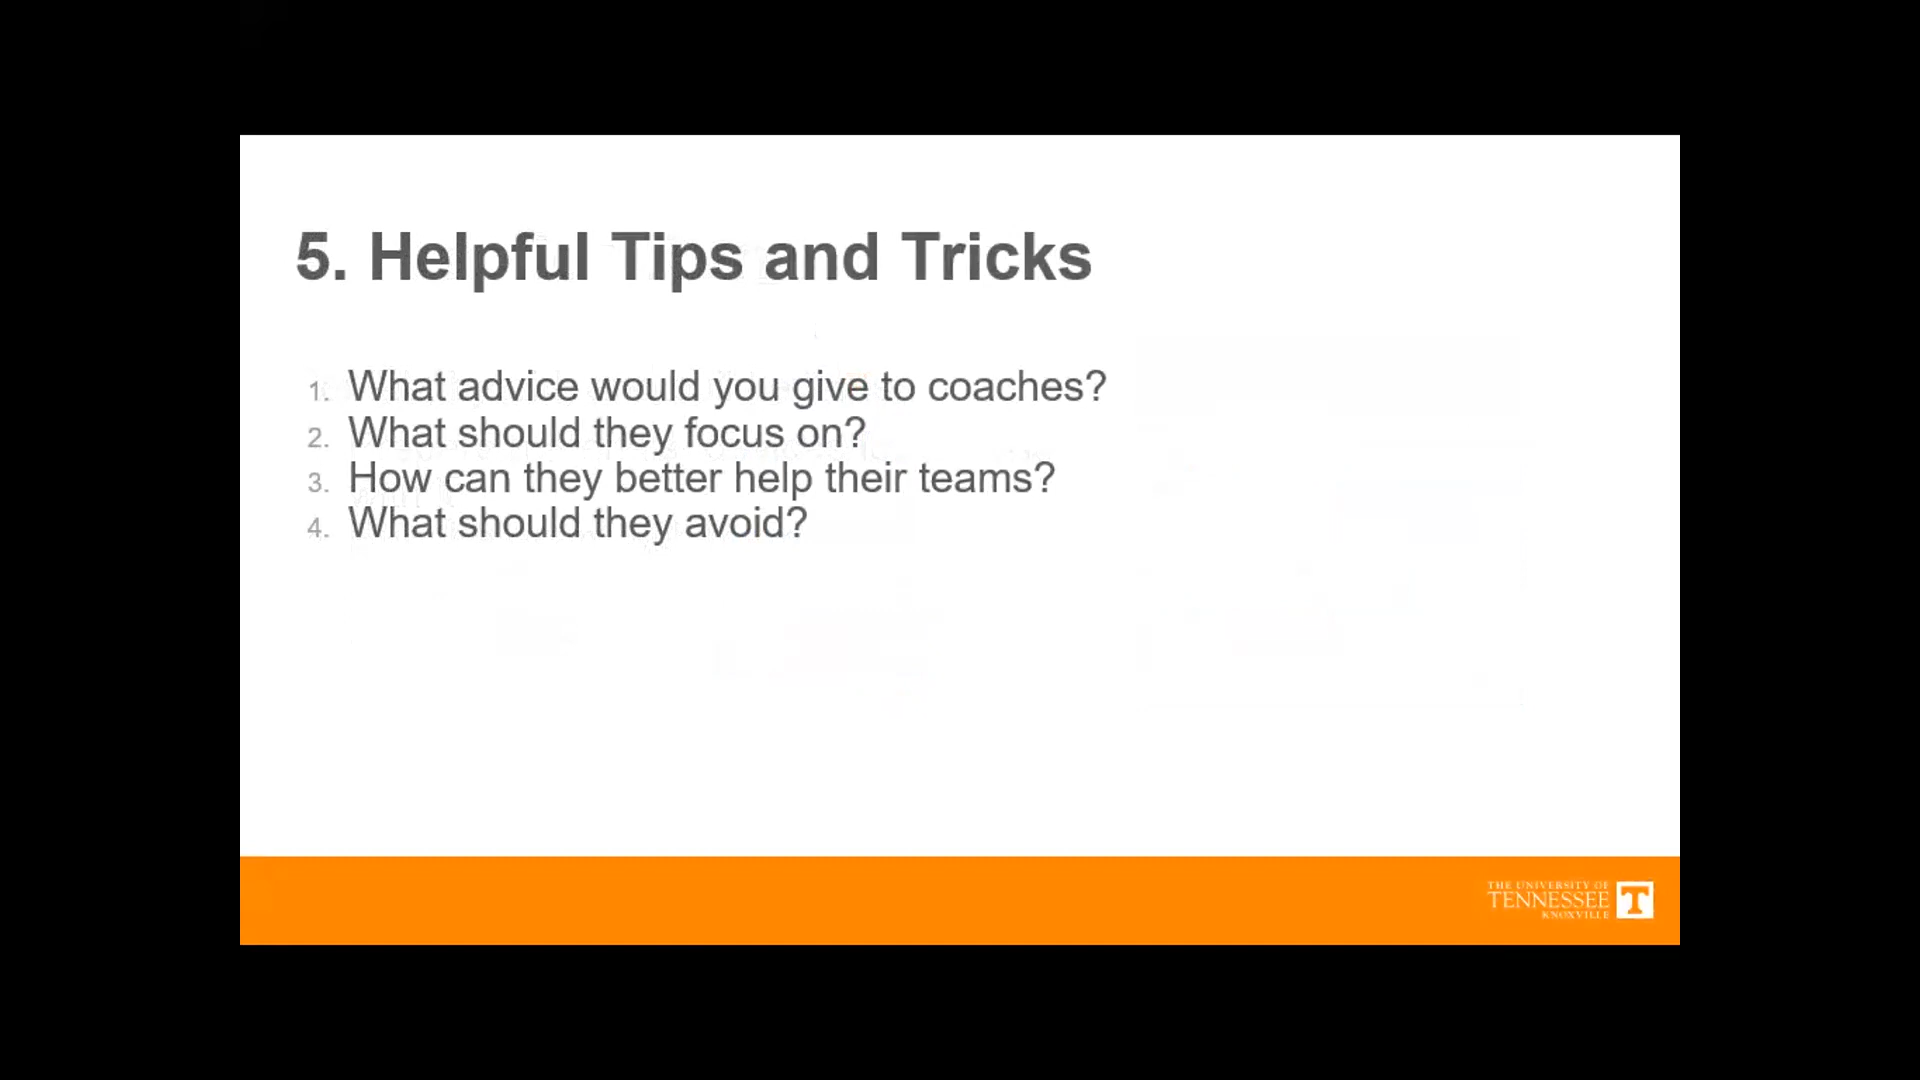 5. Helpful Tips and Tricks
1. What advice would you give to coaches?
2. What should they focus on?
3. How can they better help their teams?
4. What should they avoid?
THE UNIVERSITY OF
TENNESSEE
KNOXVILLE
T